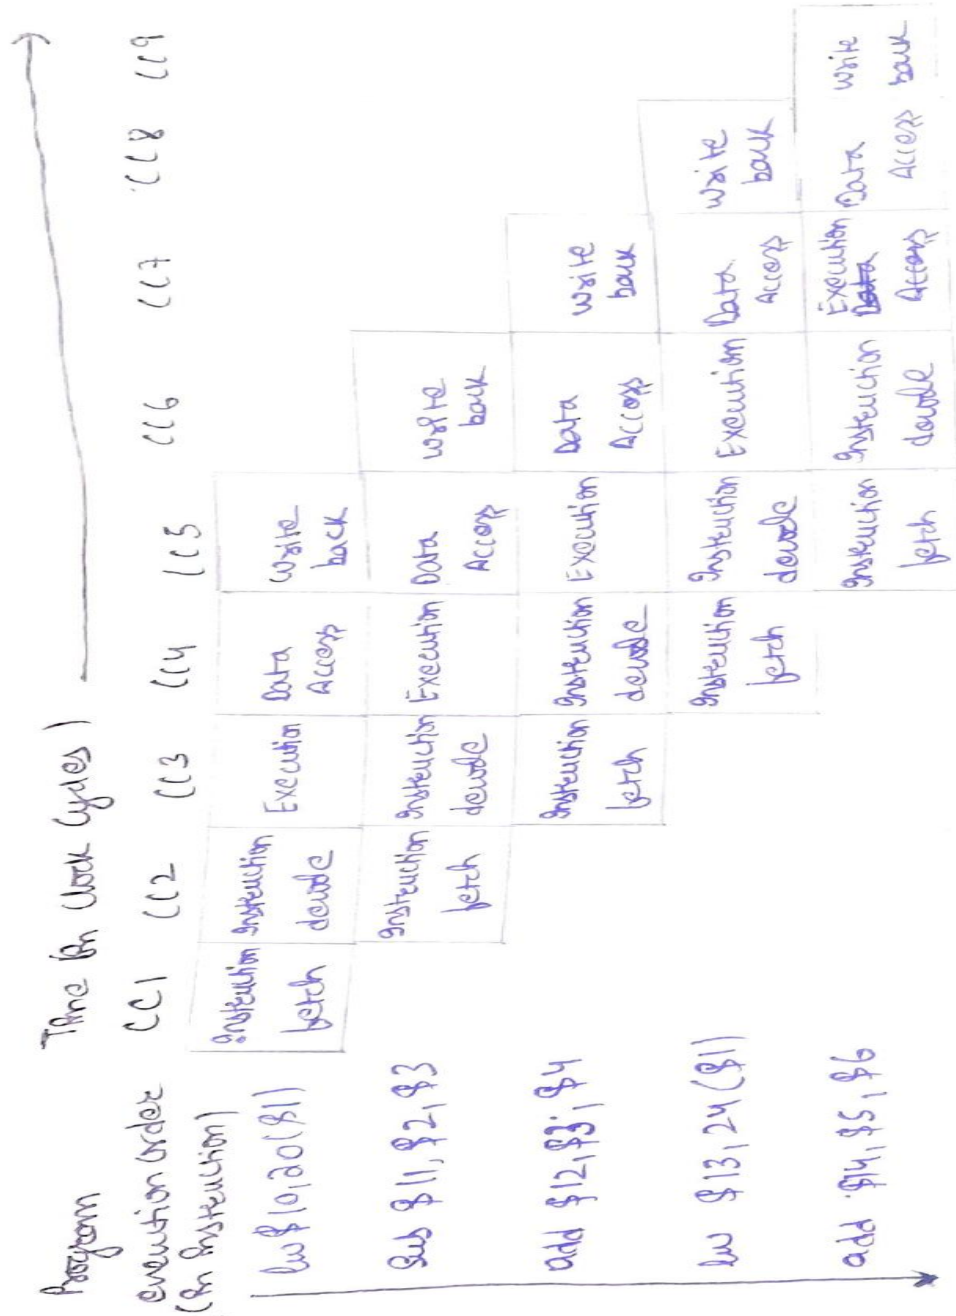 Time (In Clock Cycles)
Program
execution order
(In Instruction)
CC1 CC2 CC3 CC4 CC5 CC6 CC7 CC8 CC9
lw $10, 20($1)
Instruction fetch
Instruction decode
Execution
Data Access
Write back
Sub $11, $2, $3
Instruction fetch
Instruction decode
Execution
Data Access
Write back
add $12, $3, $4
Instruction fetch
Instruction decode
Execution
Data Access
Write back
lw $13, 24($1)
Instruction fetch
Instruction decode
Execution
Data Access
Write back
add $14, $5, $6
Instruction fetch
Instruction decode
Execution
Data
Access
Data Access
Write back